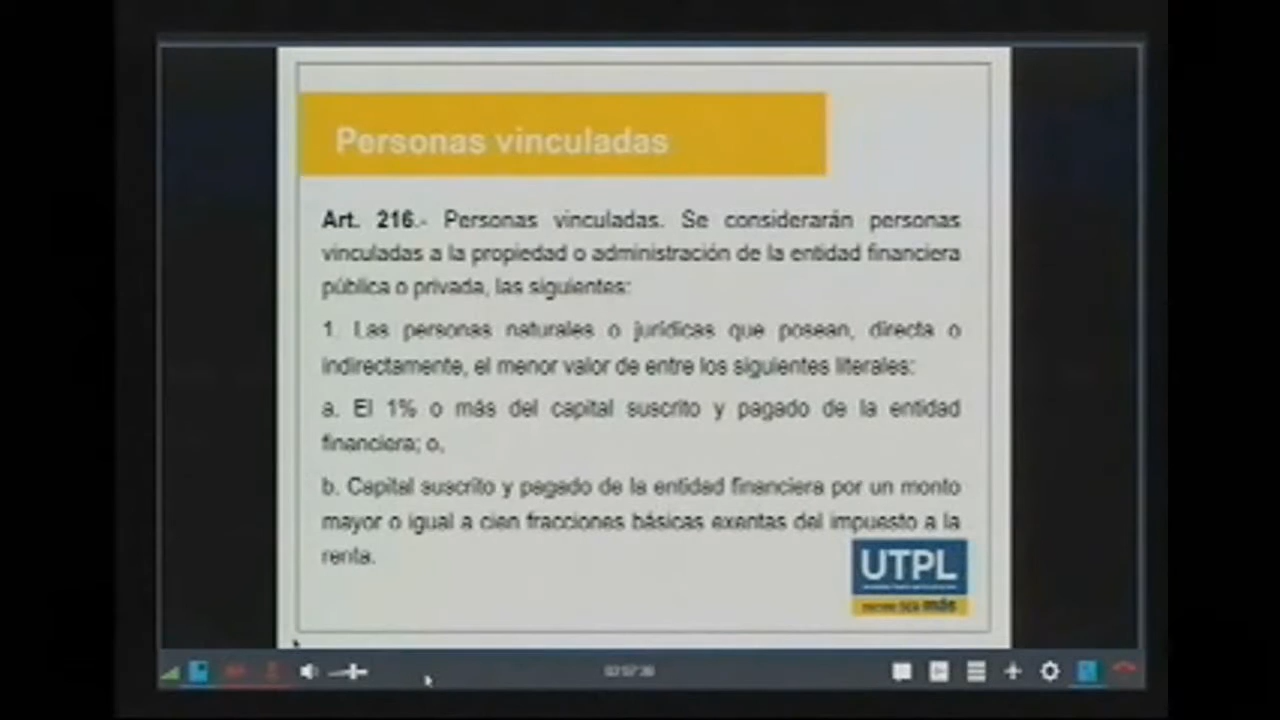 Personas vinculadas
Art. 216.- Personas vinculadas. Se considerarán personas
vinculadas a la propiedad o administración de la entidad financiera
pública o privada, las siguientes:
1. Las personas naturales o jurídicas que posean, directa o
indirectamente, el menor valor de entre los siguientes literales:
a. El 1% o más del capital suscrito y pagado de la entidad
financiera; o,
b. Capital suscrito y pagado de la entidad financiera por un monto
mayor o igual a cien fracciones básicas exentas del impuesto a la
renta.
UTPL
más